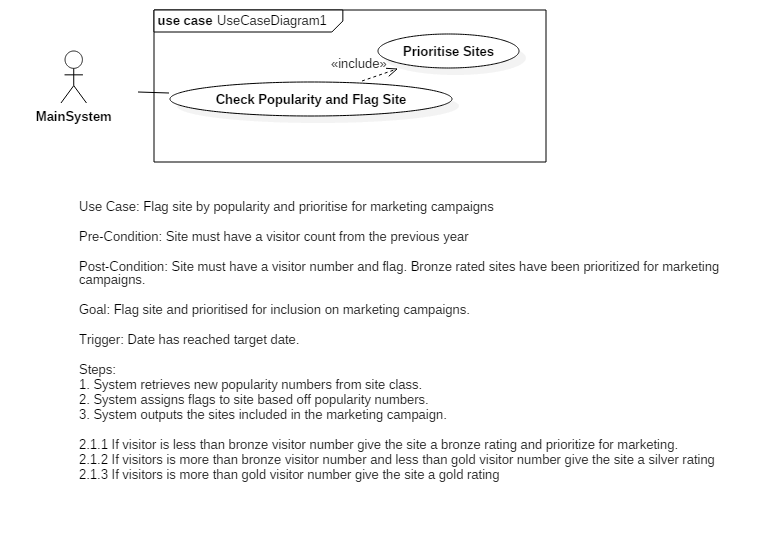 use case UseCaseDiagram1
Prioritise Sites
«include»
Check Popularity and Flag Site
MainSystem
Use Case: Flag site by popularity and prioritise for marketing campaigns
Pre-Condition: Site must have a visitor count from the previous year
Post-Condition: Site must have a visitor number and flag. Bronze rated sites have been prioritized for marketing
campaigns.
Goal: Flag site and prioritised for inclusion on marketing campaigns.
Trigger: Date has reached target date.
Steps:
1. System retrieves new popularity numbers from site class.
2. System assigns flags to site based off popularity numbers.
3. System outputs the sites included in the marketing campaign.
2.1.1 If visitor is less than bronze visitor number give the site a bronze rating and prioritize for marketing.
2.1.2 If visitors is more than bronze visitor number and less than gold visitor number give the site a silver rating
2.1.3 If visitors is more than gold visitor number give the site a gold rating